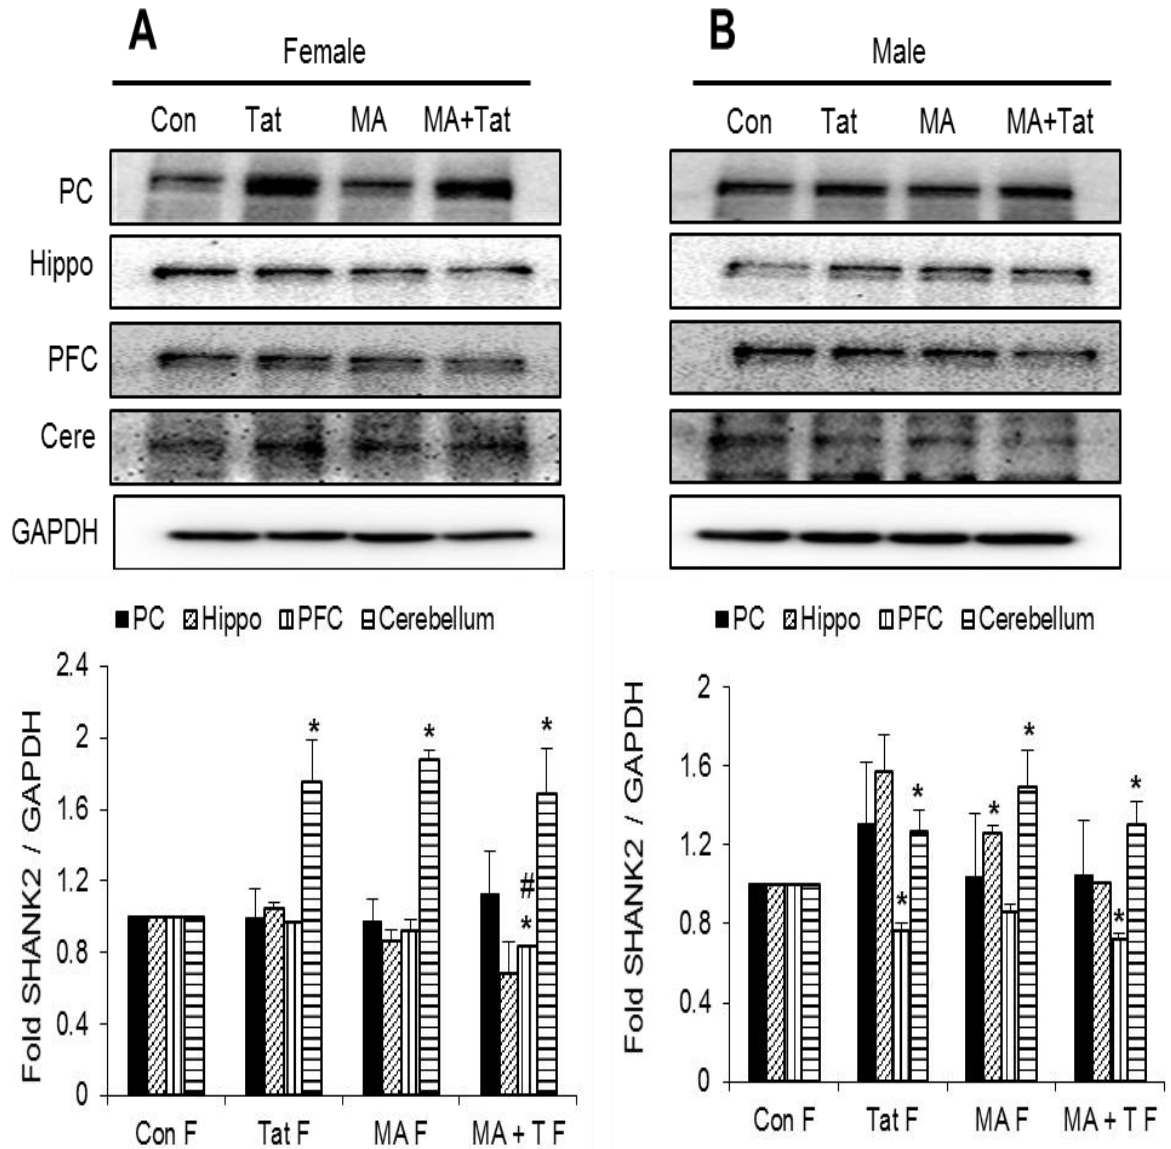 A
Female
Con Tat MA MA+Tat
PC
Hippo
PFC
Cere
GAPDH
PC Hippo PFC Cerebellum
Fold SHANK2 / GAPDH
2.4
2
1.6
1.2
0.8
0.4
0
* * # * *
Con F Tat F MA F MA + T F
B
Male
Con Tat MA MA+Tat
PC Hippo PFC Cerebellum
Fold SHANK2 / GAPDH
2
1.6
1.2
0.8
0.4
0
* * * * * *
Con F Tat F MA F MA + T F